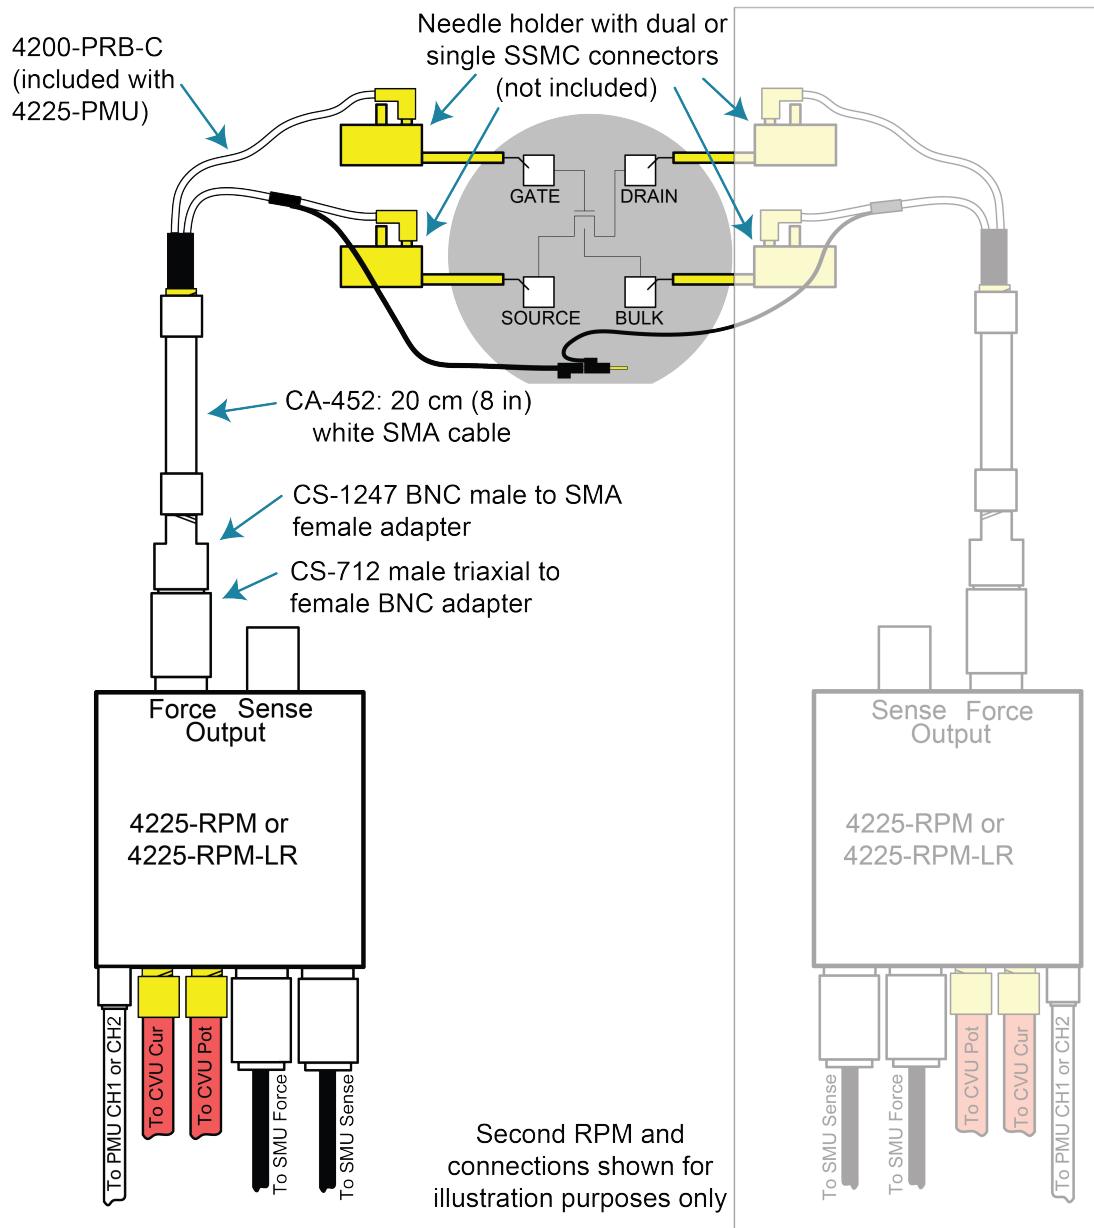 4200-PRB-C
(included with
4225-PMU)
Needle holder with dual or
single SSMC connectors
(not included)
GATE
DRAIN
SOURCE
BULK
CA-452: 20 cm (8 in)
white SMA cable
CS-1247 BNC male to SMA
female adapter
CS-712 male triaxial to
female BNC adapter
Force Sense
Output
4225-RPM or
4225-RPM-LR
To PMU CH1 or CH2
To CVU Cur
To CVU Pot
To SMU Force
To SMU Sense
Sense Force
Output
4225-RPM or
4225-RPM-LR
To SMU Sense
To SMU Force
To CVU Pot
To CVU Cur
To PMU CH1 or CH2
Second RPM and
connections shown for
illustration purposes only